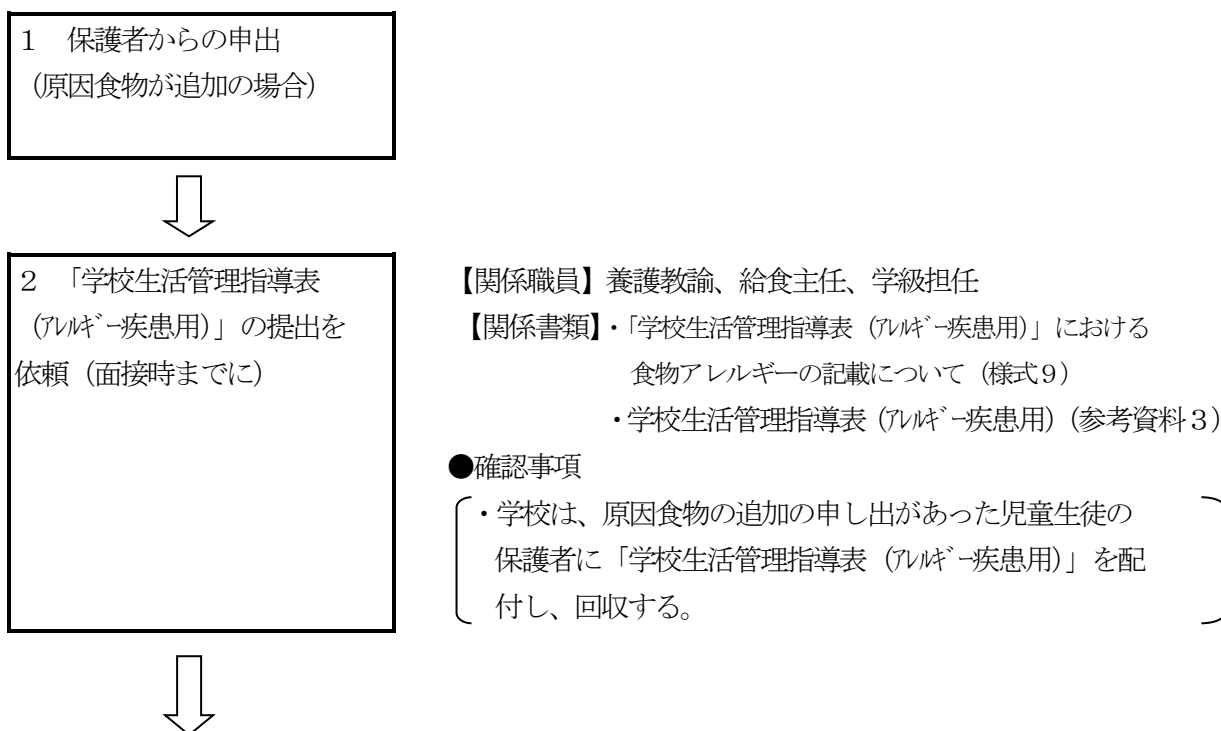 １　保護者からの申出
（原因食物が追加の場合）
２　「学校生活管理指導表
（ｱﾚﾙｷﾞｰ疾患用）」の提出を
依頼（面接時までに）
【関係職員】養護教諭、給食主任、学級担任
【関係書類】・「学校生活管理指導表（ｱﾚﾙｷﾞｰ疾患用）」における
食物アレルギーの記載について（様式９）
・学校生活管理指導表（ｱﾚﾙｷﾞｰ疾患用）（参考資料３）
●確認事項
・学校は、原因食物の追加の申し出があった児童生徒の
保護者に「学校生活管理指導表（ｱﾚﾙｷﾞｰ疾患用）」を配
付し、回収する。